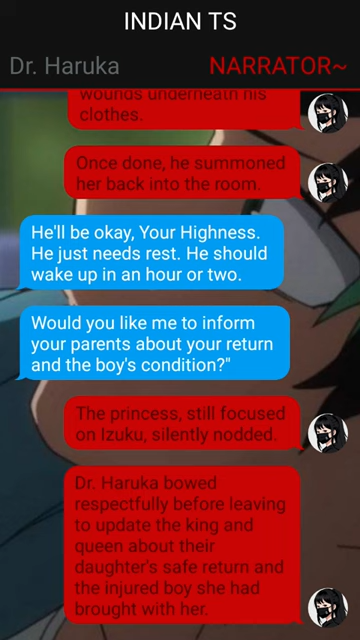 INDIAN TS
Dr. Haruka
NARRATOR~
wounds underneath his
clothes.
Once done, he summoned
her back into the room.
He'll be okay, Your Highness.
He just needs rest. He should
wake up in an hour or two.
Would you like me to inform
your parents about your return
and the boy's condition?"
The princess, still focused
on Izuku, silently nodded.
Dr. Haruka bowed
respectfully before leaving
to update the king and
queen about their
daughter's safe return and
the injured boy she had
brought with her.